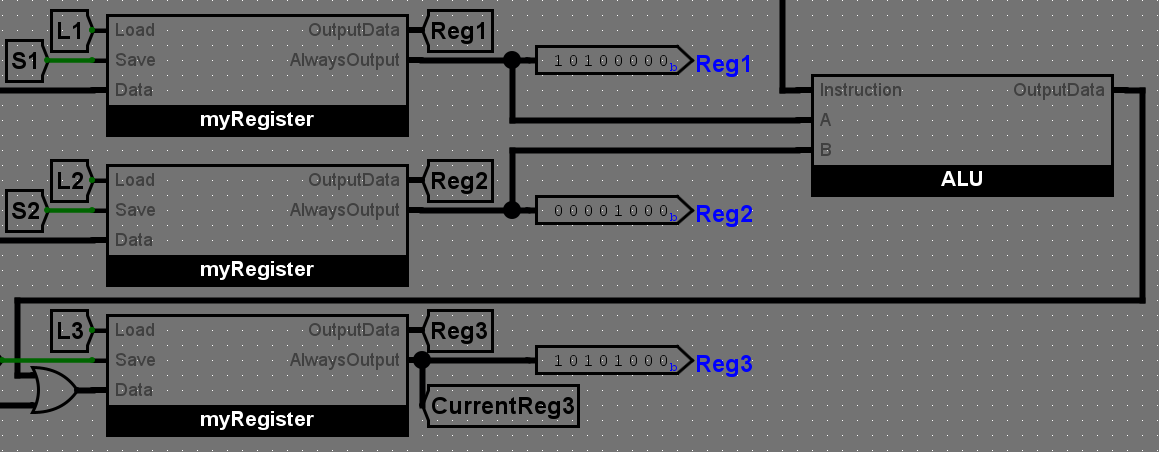 L1
Load
OutputData
Reg1
S1
Save
AlwaysOutput
10100000b
Reg1
Data
myRegister
Instruction
OutputData
A
B
ALU
L2
Load
OutputData
Reg2
S2
Save
AlwaysOutput
00001000b
Reg2
Data
myRegister
L3
Load
OutputData
Reg3
Save
AlwaysOutput
10101000b
Reg3
Data
CurrentReg3
myRegister